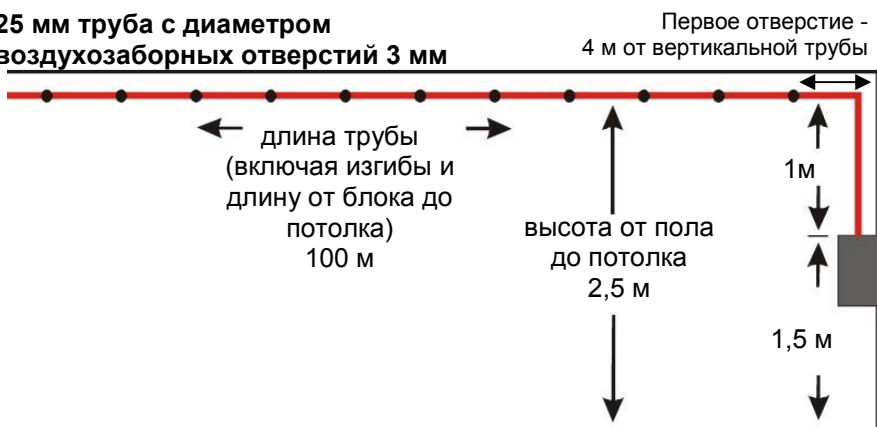 25 мм труба с диаметром
воздухозаборных отверстий 3 мм
Первое отверстие -
4 м от вертикальной трубы
длина трубы
(включая изгибы и
длину от блока до
потолка)
100 м
высота от пола
до потолка
2,5 м
1м
1,5 м